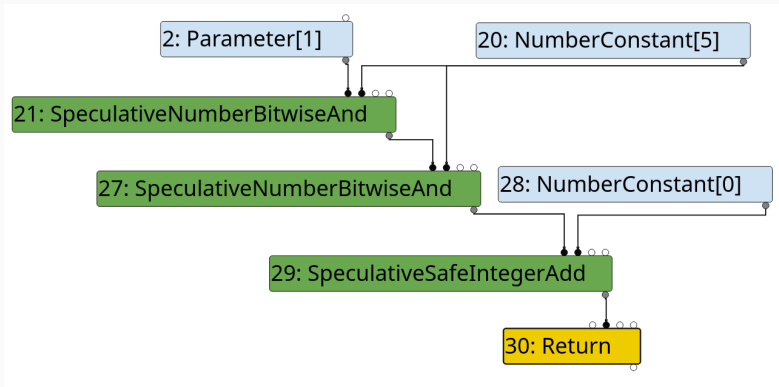 2: Parameter[1]
20: NumberConstant[5]
21: SpeculativeNumberBitwiseAnd
27: SpeculativeNumberBitwiseAnd
28: NumberConstant[0]
29: SpeculativeSafeIntegerAdd
30: Return